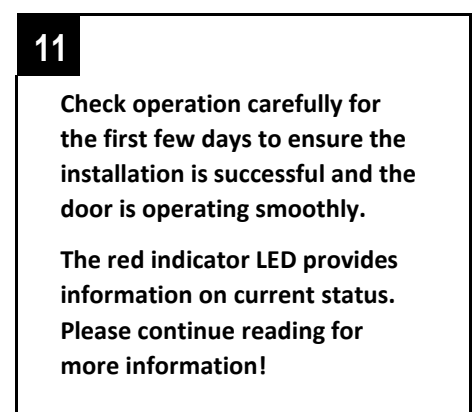 11
Check operation carefully for
the first few days to ensure the
installation is successful and the
door is operating smoothly.
The red indicator LED provides
information on current status.
Please continue reading for
more information!